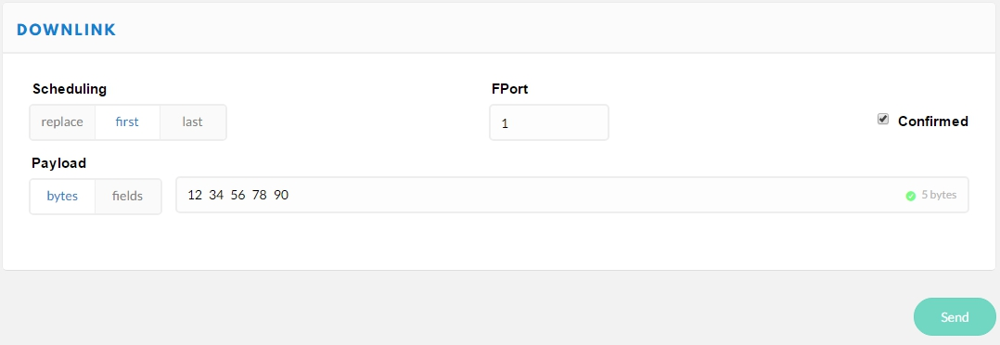 DOWNLINK
Scheduling FPort
replace first last 1 Confirmed
Payload
bytes fields 12 34 56 78 90 5 bytes
Send